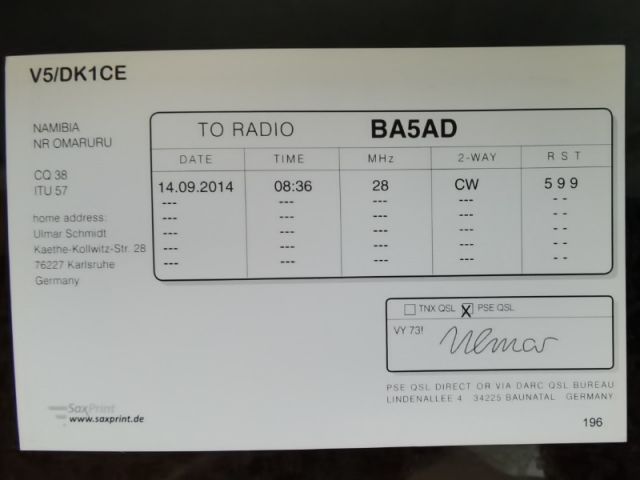 V5/DK1CE
NAMIBIA
NR OMARURU
CQ 38
ITU 57
home address:
Ulmar Schmidt
Kaethe-Kollwitz-Str. 28
76227 Karlsruhe
Germany
TO RADIO BA5AD
DATE TIME MHz 2-WAY R S T
14.09.2014 08:36 28 CW 5 9 9
--- --- --- --- - -
--- --- --- --- - -
--- --- --- --- - -
--- --- --- --- - -
--- --- --- --- - -
TNX QSL X PSE QSL
VY 73! Ulmar
PSE QSL DIRECT OR VIA DARC QSL BUREAU
LINDENALLEE 4 34225 BAUNATAL GERMANY
SaxPrint
www.saxprint.de
196